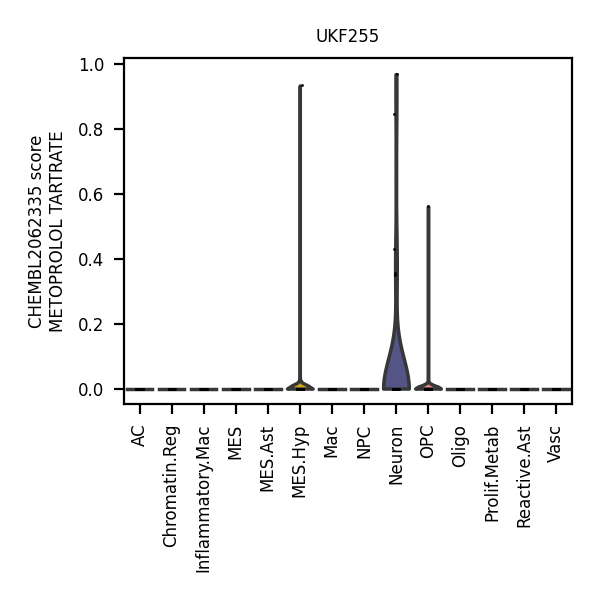 UKF255
CHEMBL2062335 score
METOPROLOL TARTRATE
1.0
0.8
0.6
0.4
0.2
0.0
AC
Chromatin.Reg
Inflammatory.Mac
MES
MES.Ast
MES.Hyp
Mac
NPC
Neuron
OPC
Oligo
Prolif.Metab
Reactive.Ast
Vasc